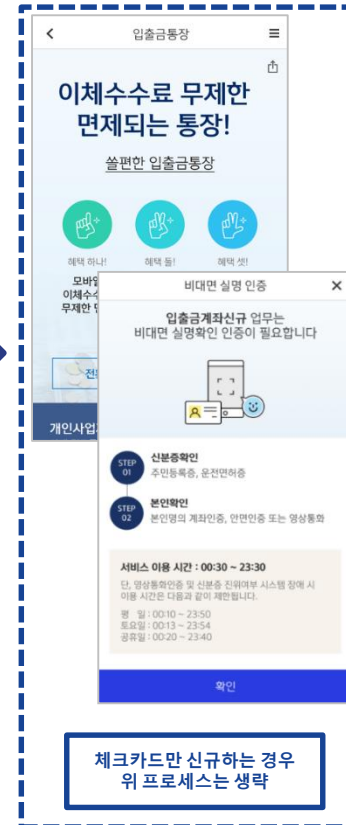 입출금통장
이체수수료 무제한
면제되는 통장!
쏠편한 입출금통장
혜택 하나!
혜택 둘!
혜택 셋!
모바일
이체수수
무제한 면
개인사업
비대면 실명 인증
입출금계좌신규 업무는
비대면 실명확인 인증이 필요합니다
STEP
01
신분증확인
주민등록증, 운전면허증
STEP
02
본인확인
본인명의 계좌인증, 안면인증 또는 영상통화
서비스 이용 시간 : 00:30 ~ 23:30
단, 영상통화인증 및 신분증 진위여부 시스템 장애 시
이용 시간은 다음과 같이 제한됩니다.
평 일 : 00:10 ~ 23:50
토요일 : 00:13 ~ 23:54
공휴일 : 00:20 ~ 23:40
확인
체크카드만 신규하는 경우
위 프로세스는 생략